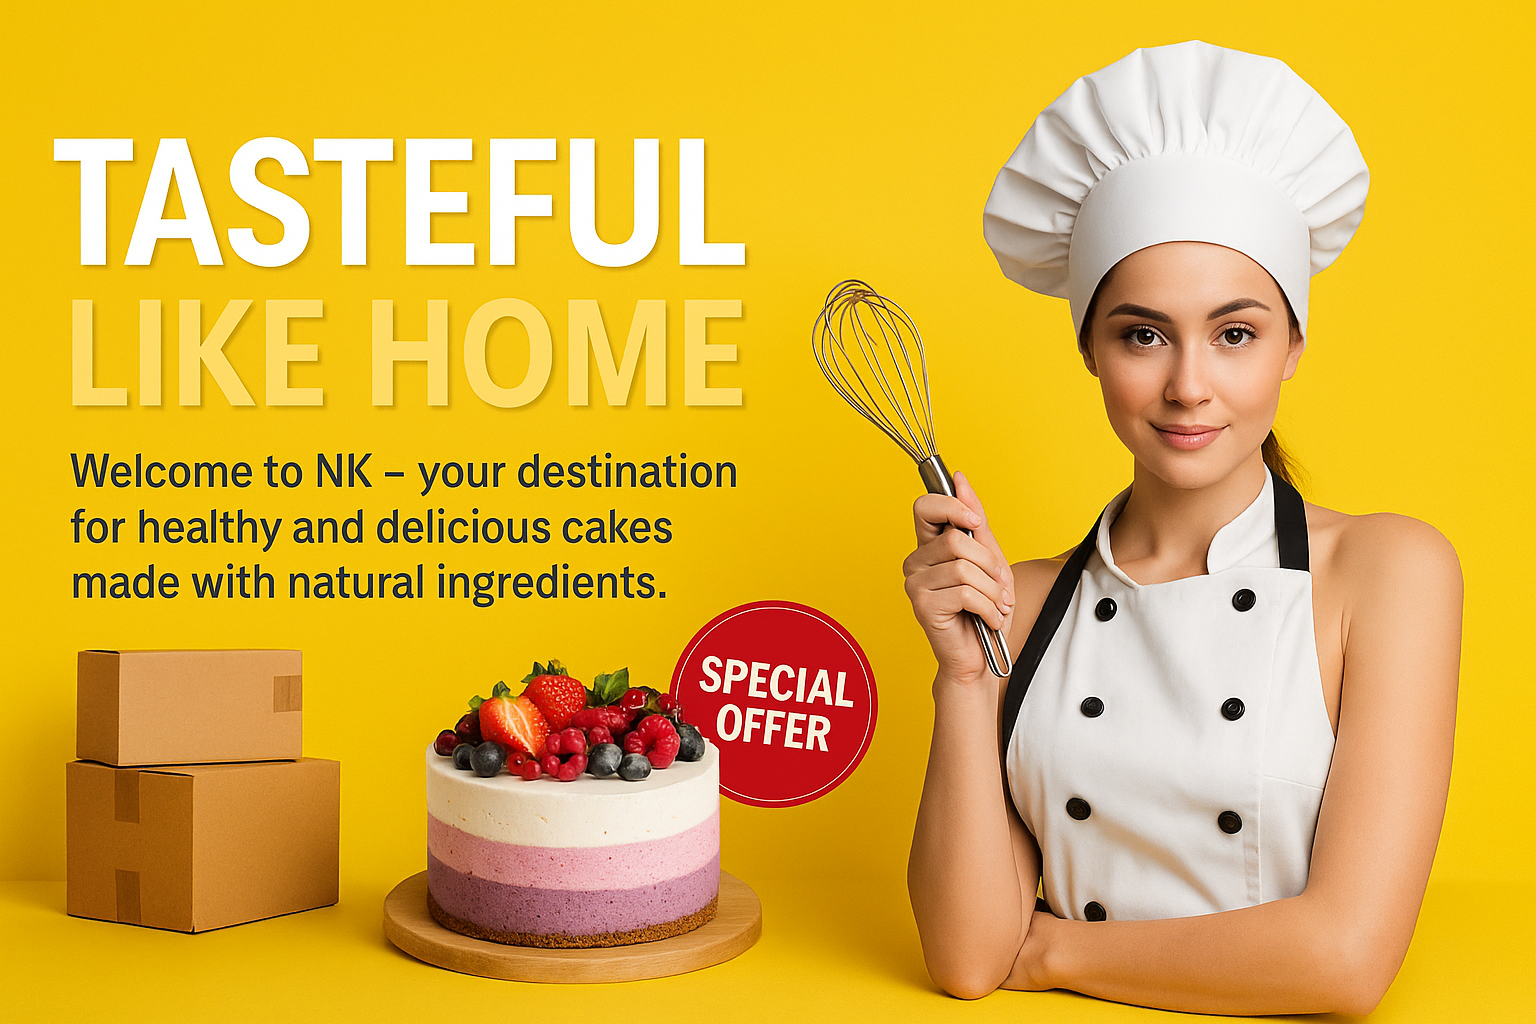 TASTEFUL
LIKE HOME
Welcome to NK – your destination
for healthy and delicious cakes
made with natural ingredients.
SPECIAL
OFFER